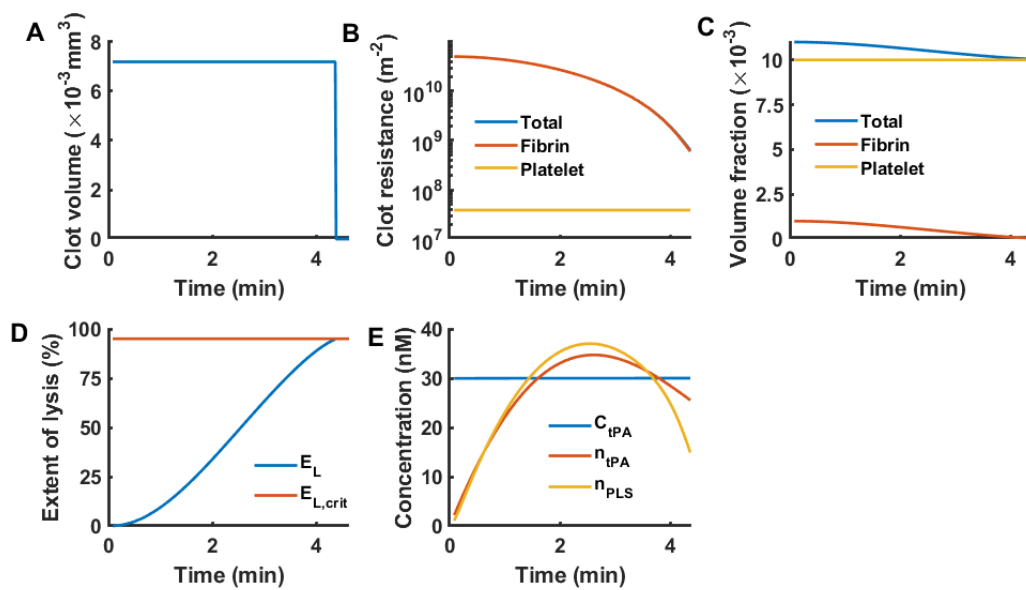 A
Clot volume (×10⁻³mm³)
8
6
4
2
0
0 2 4
Time (min)
B
Clot resistance (m⁻²)
10¹⁰
10⁹
10⁸
10⁷
Total
Fibrin
Platelet
0 2 4
Time (min)
C
Volume fraction (×10⁻³)
10
7.5
5
2.5
0
Total
Fibrin
Platelet
0 2 4
Time (min)
D
Extent of lysis (%)
100
75
50
25
0
E_L
E_L,crit
0 2 4
Time (min)
E
Concentration (nM)
40
30
20
10
0
C_tPA
n_tPA
n_PLS
0 2 4
Time (min)